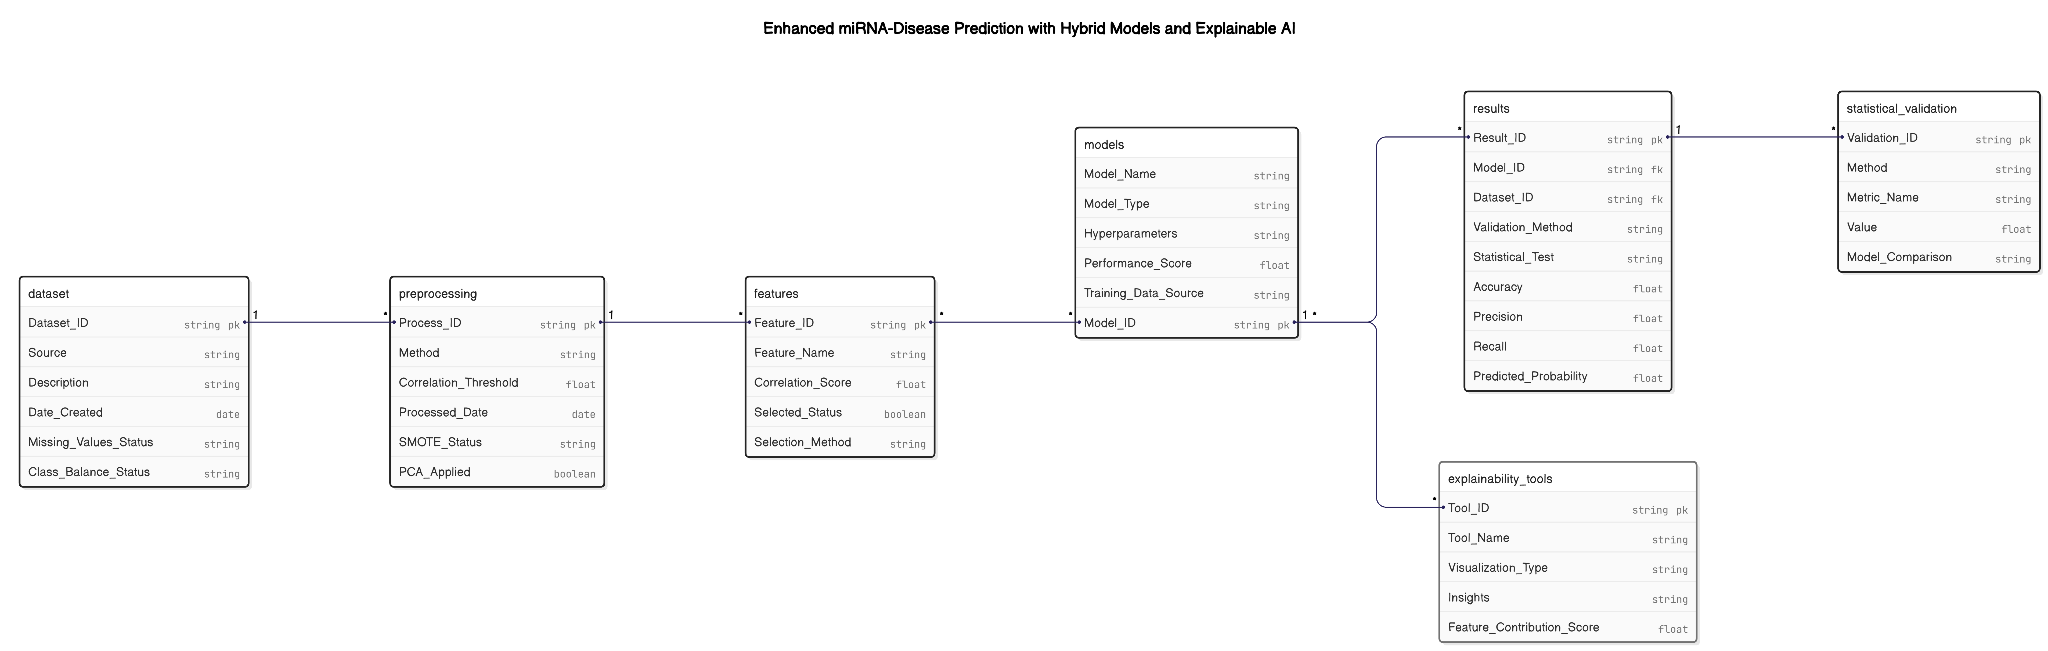 Enhanced miRNA-Disease Prediction with Hybrid Models and Explainable AI
dataset
Dataset_ID string pk
Source string
Description string
Date_Created date
Missing_Values_Status string
Class_Balance_Status string
1 *
preprocessing
Process_ID string pk
Method string
Correlation_Threshold float
Processed_Date date
SMOTE_Status string
PCA_Applied boolean
1 *
features
Feature_ID string pk
Feature_Name string
Correlation_Score float
Selected_Status boolean
Selection_Method string
* *
models
Model_Name string
Model_Type string
Hyperparameters string
Performance_Score float
Training_Data_Source string
Model_ID string pk
1 *
*
results
Result_ID string pk
Model_ID string fk
Dataset_ID string fk
Validation_Method string
Statistical_Test string
Accuracy float
Precision float
Recall float
Predicted_Probability float
1 *
statistical_validation
Validation_ID string pk
Method string
Metric_Name string
Value float
Model_Comparison string
*
explainability_tools
Tool_ID string pk
Tool_Name string
Visualization_Type string
Insights string
Feature_Contribution_Score float